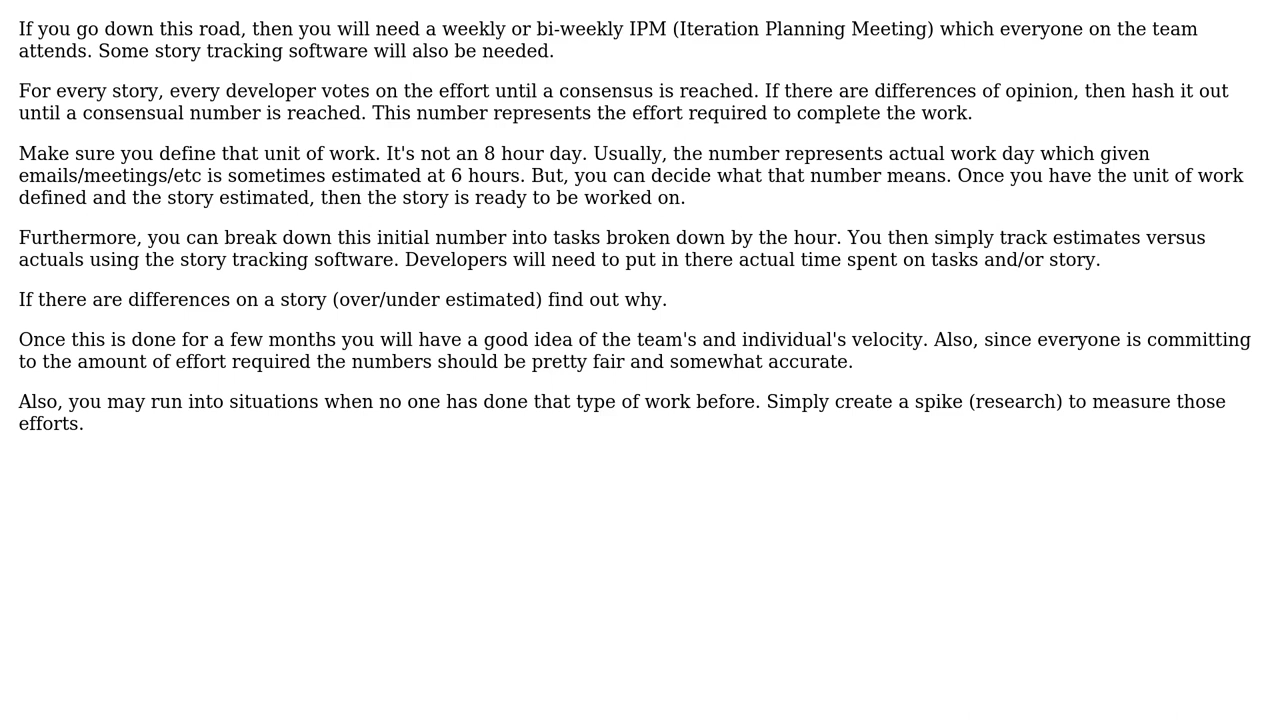 If you go down this road, then you will need a weekly or bi-weekly IPM (Iteration Planning Meeting) which everyone on the team
attends. Some story tracking software will also be needed.
For every story, every developer votes on the effort until a consensus is reached. If there are differences of opinion, then hash it out
until a consensual number is reached. This number represents the effort required to complete the work.
Make sure you define that unit of work. It's not an 8 hour day. Usually, the number represents actual work day which given
emails/meetings/etc is sometimes estimated at 6 hours. But, you can decide what that number means. Once you have the unit of work
defined and the story estimated, then the story is ready to be worked on.
Furthermore, you can break down this initial number into tasks broken down by the hour. You then simply track estimates versus
actuals using the story tracking software. Developers will need to put in there actual time spent on tasks and/or story.
If there are differences on a story (over/under estimated) find out why.
Once this is done for a few months you will have a good idea of the team's and individual's velocity. Also, since everyone is committing
to the amount of effort required the numbers should be pretty fair and somewhat accurate.
Also, you may run into situations when no one has done that type of work before. Simply create a spike (research) to measure those
efforts.